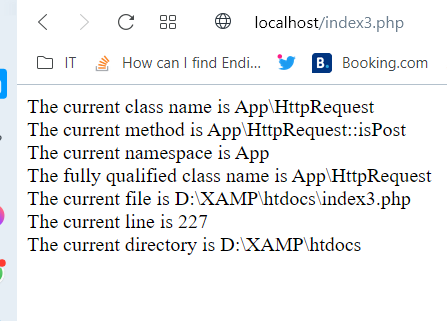 localhost/index3.php
IT
How can I find Endi...
B.
Booking.com
The current class name is App\HttpRequest
The current method is App\HttpRequest::isPost
The current namespace is App
The fully qualified class name is App\HttpRequest
The current file is D:\XAMP\htdocs\index3.php
The current line is 227
The current directory is D:\XAMP\htdocs